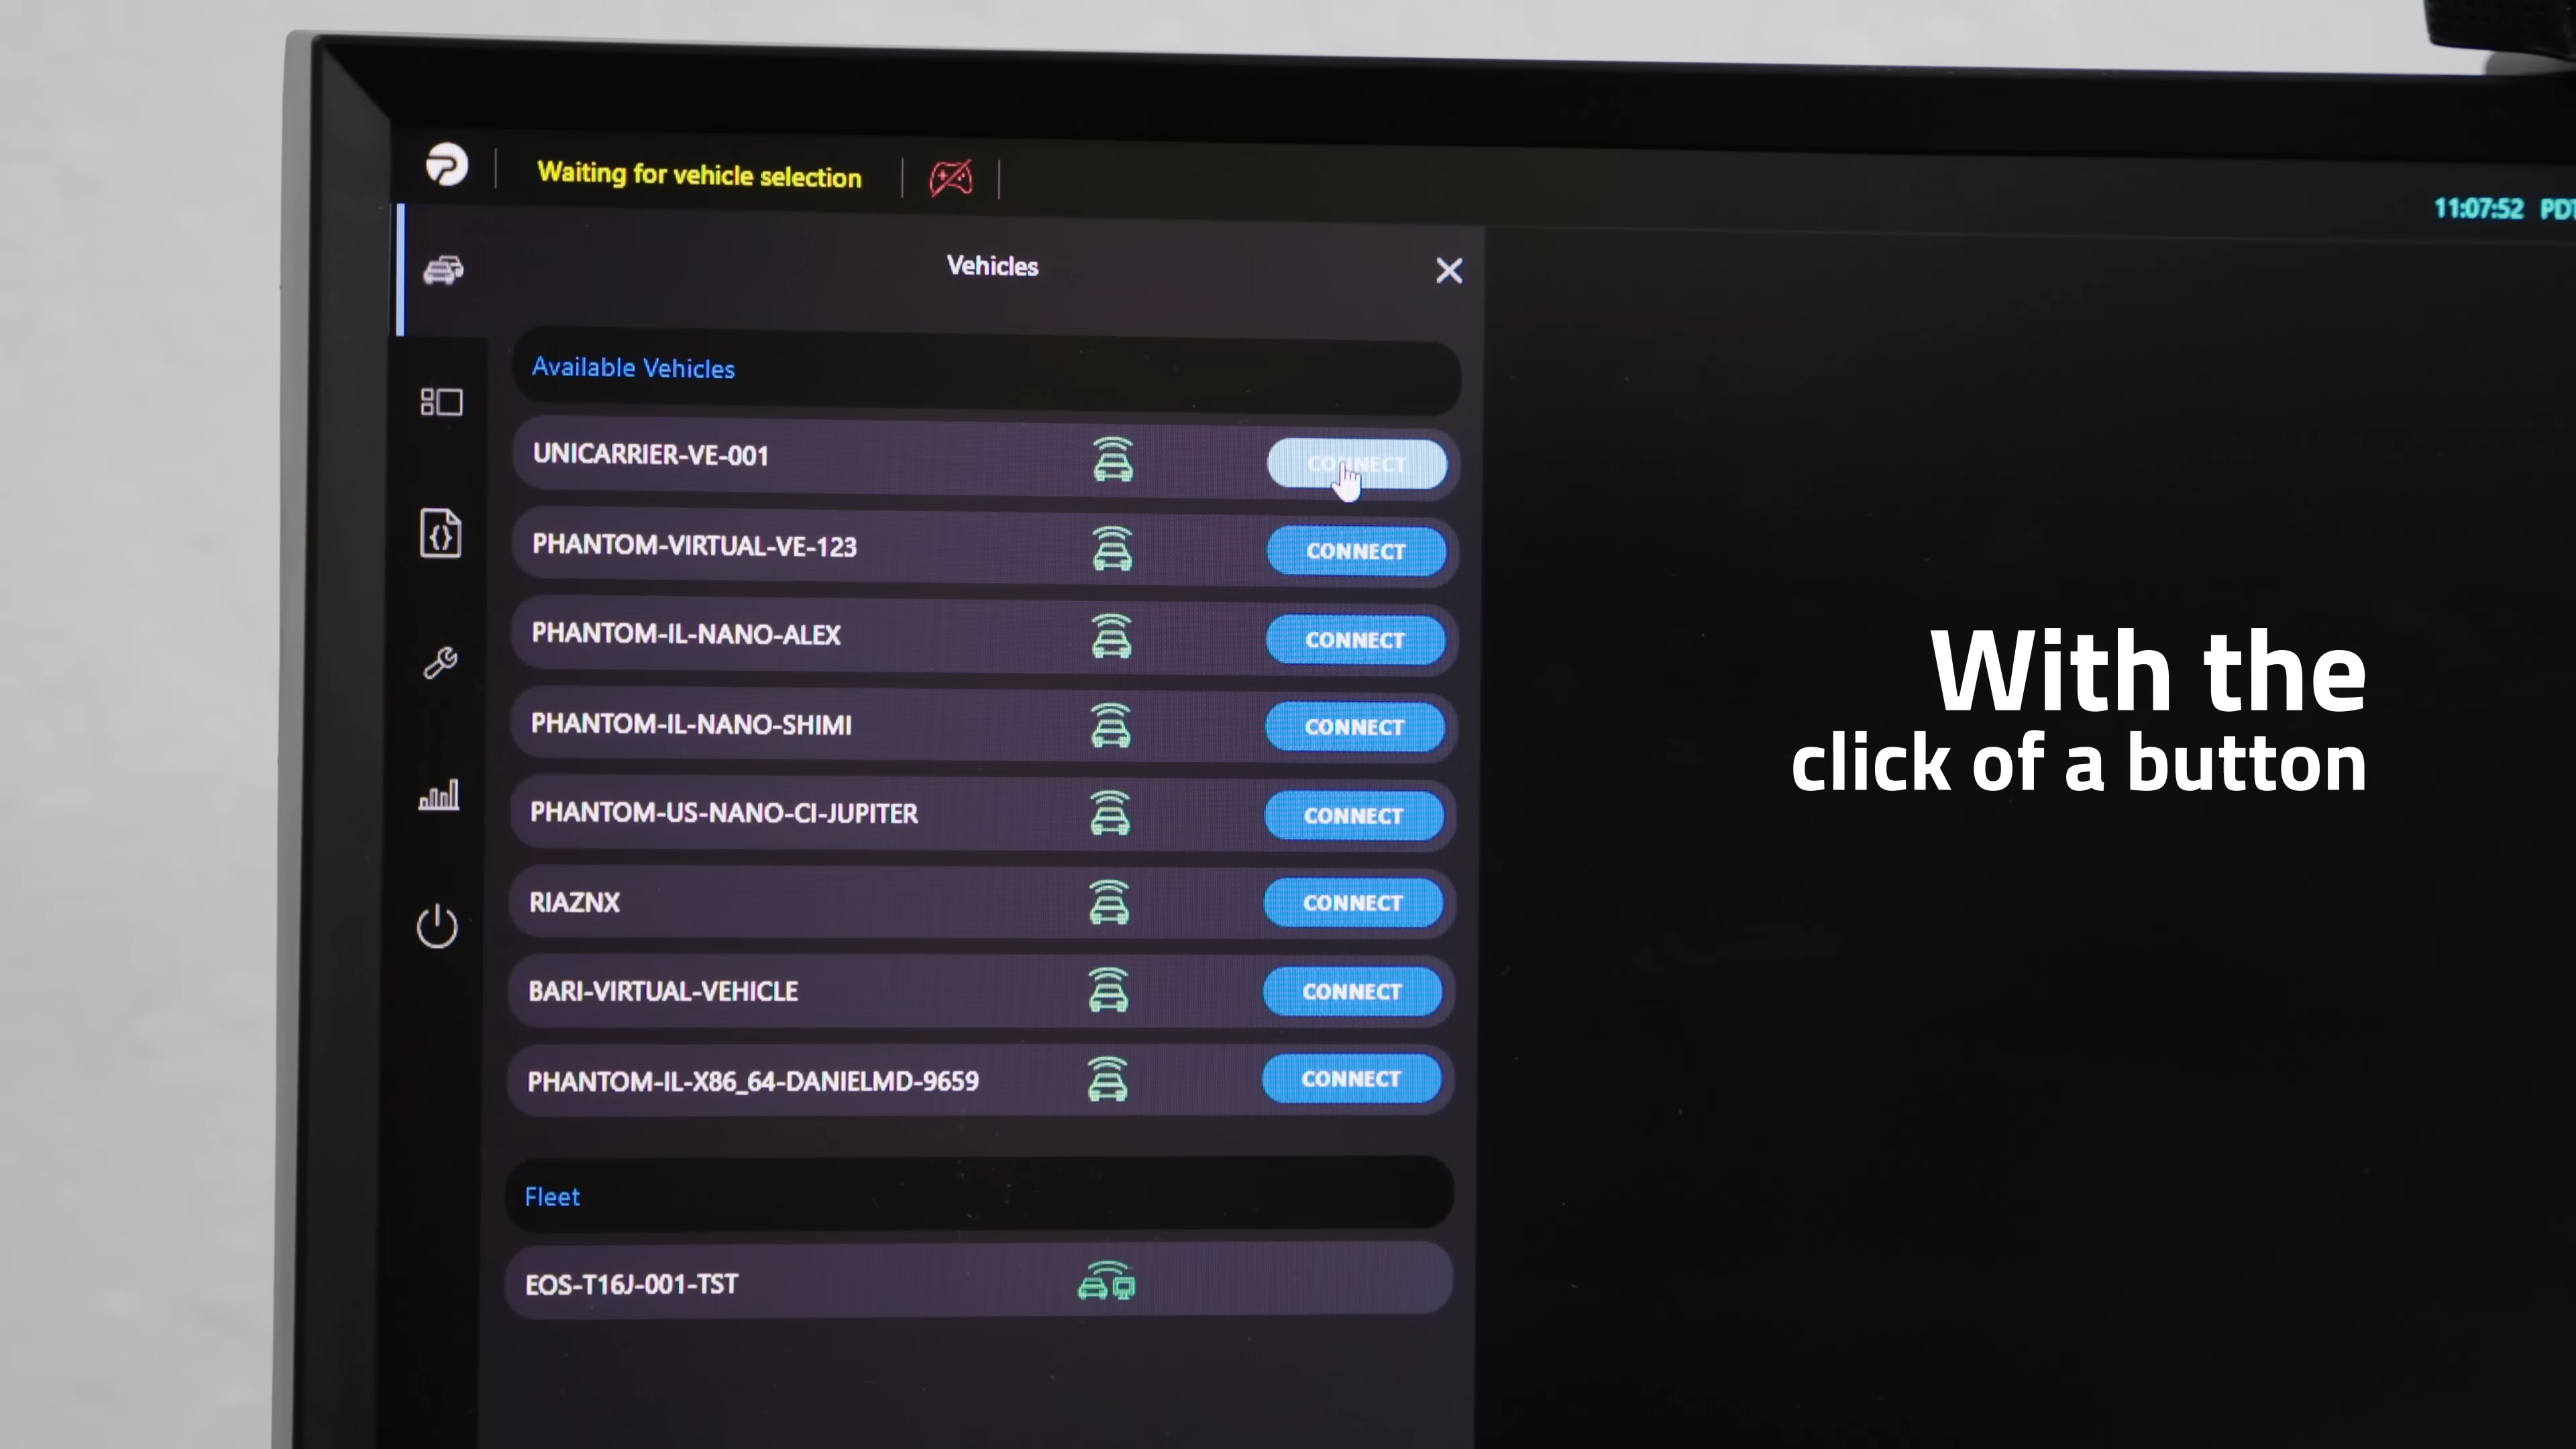 Waiting for vehicle selection
11:07:52 PDT
Vehicles
Available Vehicles
UNICARRIER-VE-001
CONNECT
PHANTOM-VIRTUAL-VE-123
CONNECT
PHANTOM-IL-NANO-ALEX
CONNECT
PHANTOM-IL-NANO-SHIMI
CONNECT
PHANTOM-US-NANO-CI-JUPITER
CONNECT
RIAZNX
CONNECT
BARI-VIRTUAL-VEHICLE
CONNECT
PHANTOM-IL-X86_64-DANIELMD-9659
CONNECT
Fleet
EOS-T16J-001-TST
With the
click of a button